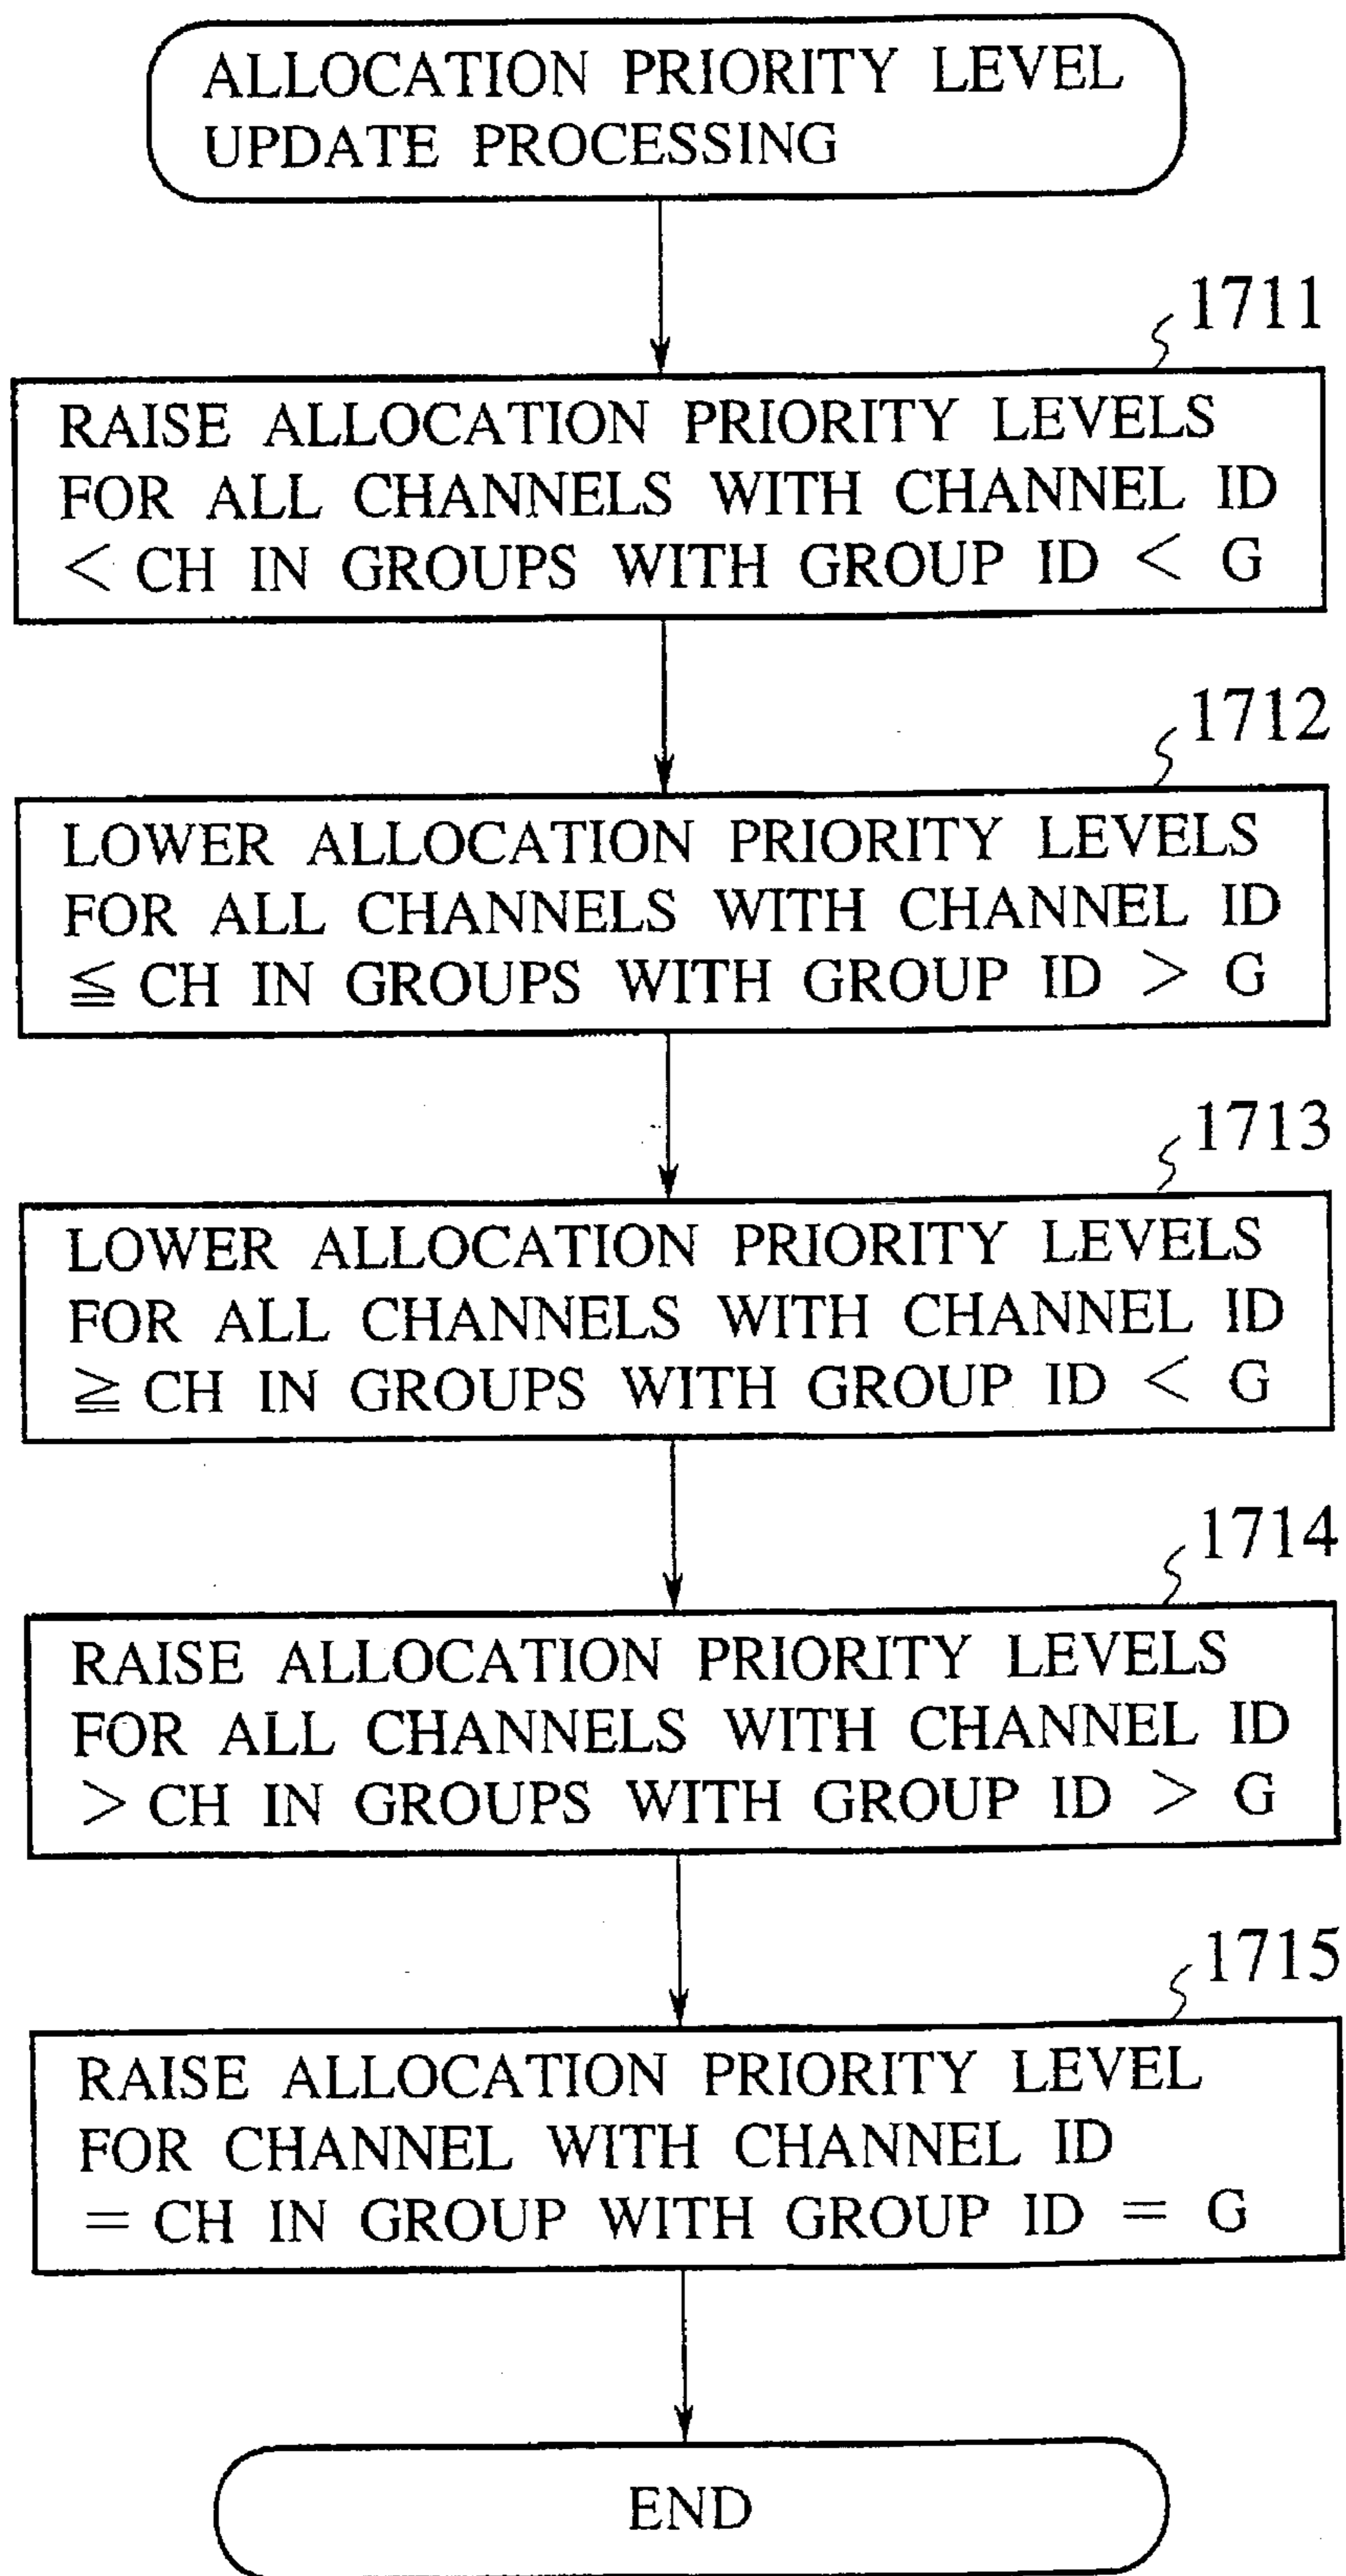 ALLOCATION PRIORITY LEVEL
UPDATE PROCESSING
1711
RAISE ALLOCATION PRIORITY LEVELS
FOR ALL CHANNELS WITH CHANNEL ID
< CH IN GROUPS WITH GROUP ID < G
1712
LOWER ALLOCATION PRIORITY LEVELS
FOR ALL CHANNELS WITH CHANNEL ID
≦ CH IN GROUPS WITH GROUP ID > G
1713
LOWER ALLOCATION PRIORITY LEVELS
FOR ALL CHANNELS WITH CHANNEL ID
≧ CH IN GROUPS WITH GROUP ID < G
1714
RAISE ALLOCATION PRIORITY LEVELS
FOR ALL CHANNELS WITH CHANNEL ID
> CH IN GROUPS WITH GROUP ID > G
1715
RAISE ALLOCATION PRIORITY LEVEL
FOR CHANNEL WITH CHANNEL ID
= CH IN GROUP WITH GROUP ID = G
END